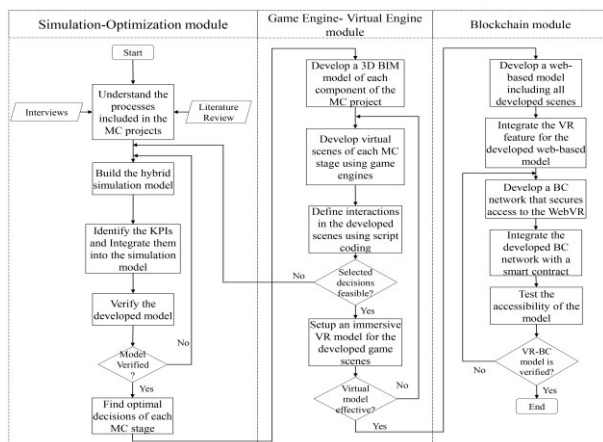 Simulation-Optimization module
Start
Understand the
processes included
in the MC projects
Interviews
Literature
Review
Build the hybrid
simulation model
Identify the KPIs
and Integrate them
into the simulation
model
Verify the
developed model
Model
Verified
?
No
Yes
Find optimal
decisions of each
MC stage
Game Engine- Virtual Engine
module
Develop a 3D BIM
model of each
component of the
MC project
Develop virtual
scenes of each MC
stage using game
engines
Define interactions
in the developed
scenes using script
coding
Selected
decisions
feasible?
No
Yes
Setup an immersive
VR model for the
developed game
scenes
Virtual
model
effective?
No
Yes
Blockchain module
Develop a web-
based model
including all
developed scenes
Integrate the VR
feature for the
developed web-based
model
Develop a BC
network that secures
access to the WebVR
Integrate the
developed BC
network with a
smart contract
Test the
accessibility of the
model
VR-BC
model is
verified?
No
Yes
End